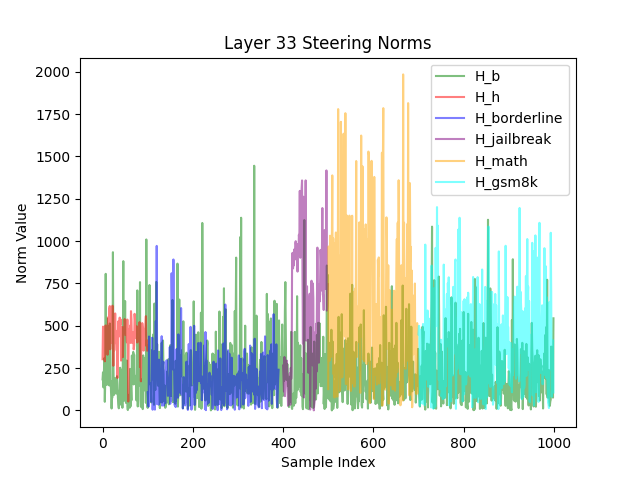 Layer 33 Steering Norms
H_b
H_h
H_borderline
H_jailbreak
H_math
H_gsm8k
Norm Value
2000
1750
1500
1250
1000
750
500
250
0
0 200 400 600 800 1000
Sample Index